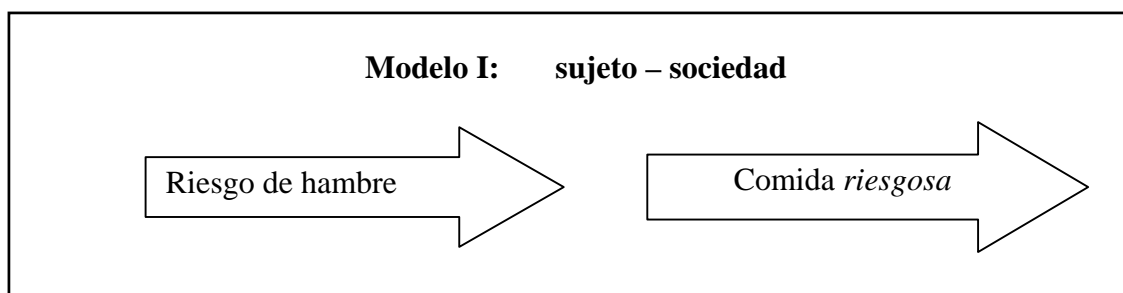 Modelo I: sujeto – sociedad
Riesgo de hambre
Comida riesgosa